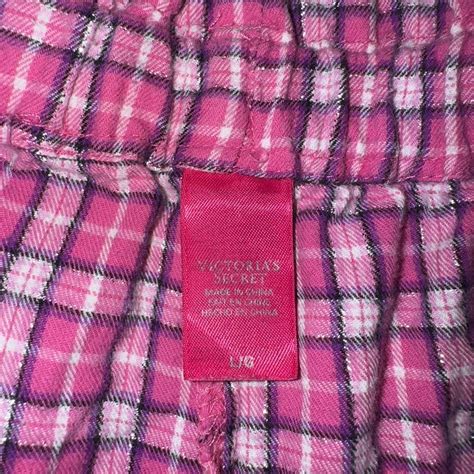 VICTORIA'S
SECRET
MADE IN CHINA
FAIT EN CHINE
HECHO EN CHINA
L/G